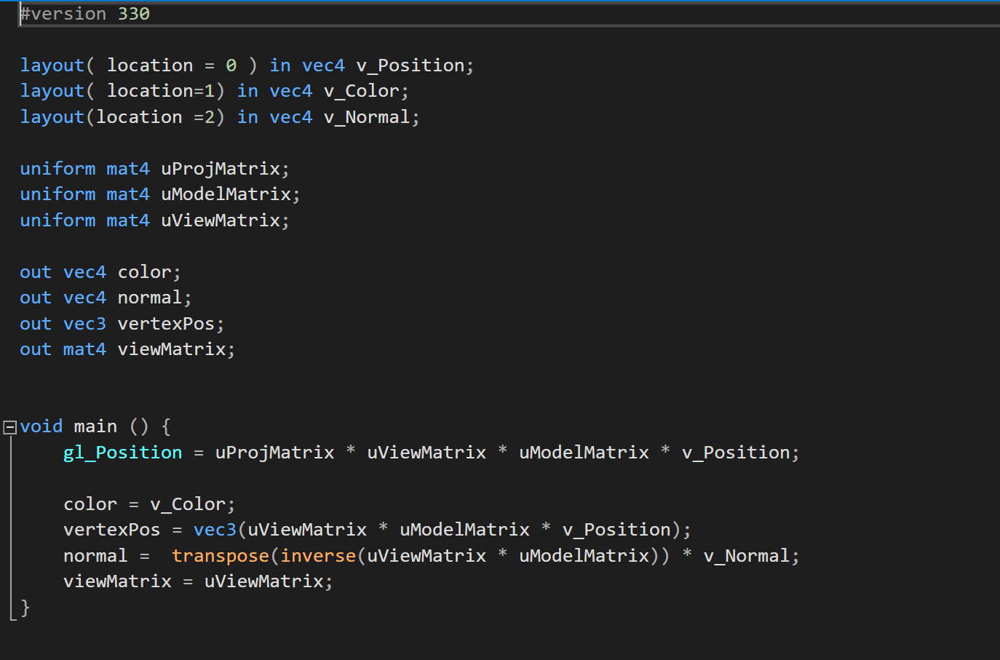 #version 330
layout( location = 0 ) in vec4 v_Position;
layout( location=1) in vec4 v_Color;
layout(location =2) in vec4 v_Normal;
uniform mat4 uProjMatrix;
uniform mat4 uModelMatrix;
uniform mat4 uViewMatrix;
out vec4 color;
out vec4 normal;
out vec3 vertexPos;
out mat4 viewMatrix;
void main () {
    gl_Position = uProjMatrix * uViewMatrix * uModelMatrix * v_Position;
    color = v_Color;
    vertexPos = vec3(uViewMatrix * uModelMatrix * v_Position);
    normal =  transpose(inverse(uViewMatrix * uModelMatrix)) * v_Normal;
    viewMatrix = uViewMatrix;
}